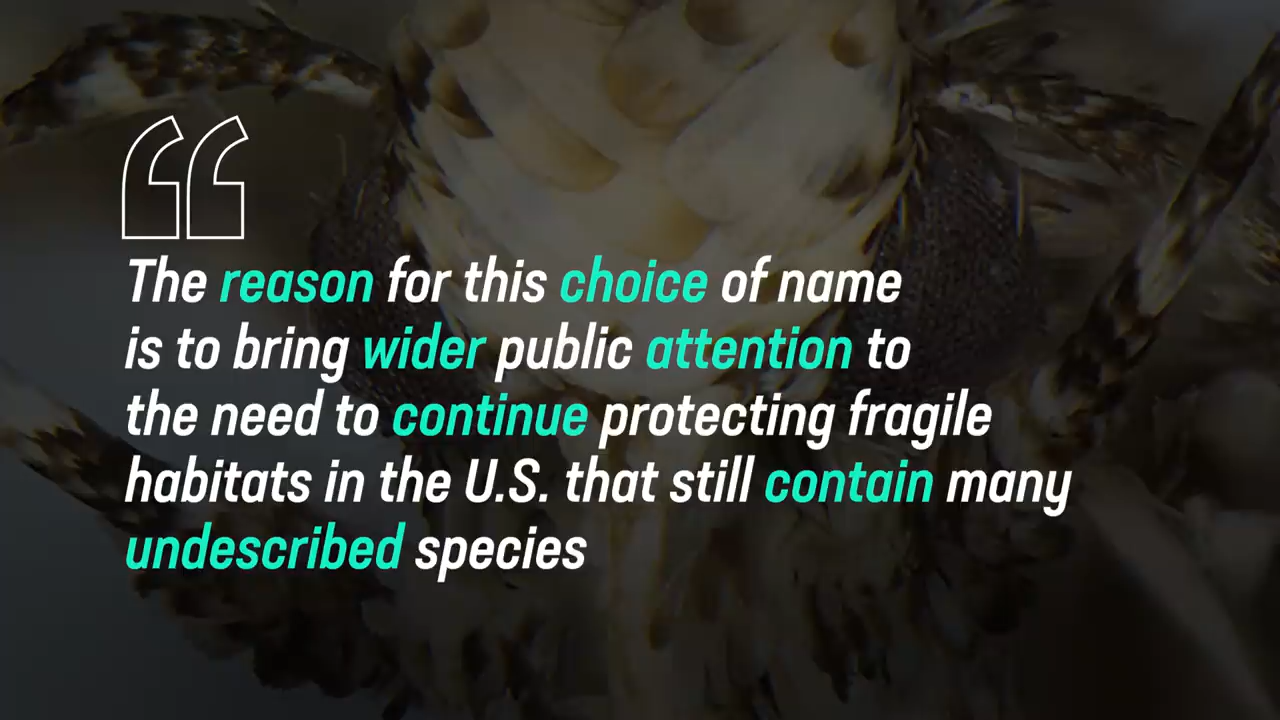 “
The reason for this choice of name
is to bring wider public attention to
the need to continue protecting fragile
habitats in the U.S. that still contain many
undescribed species